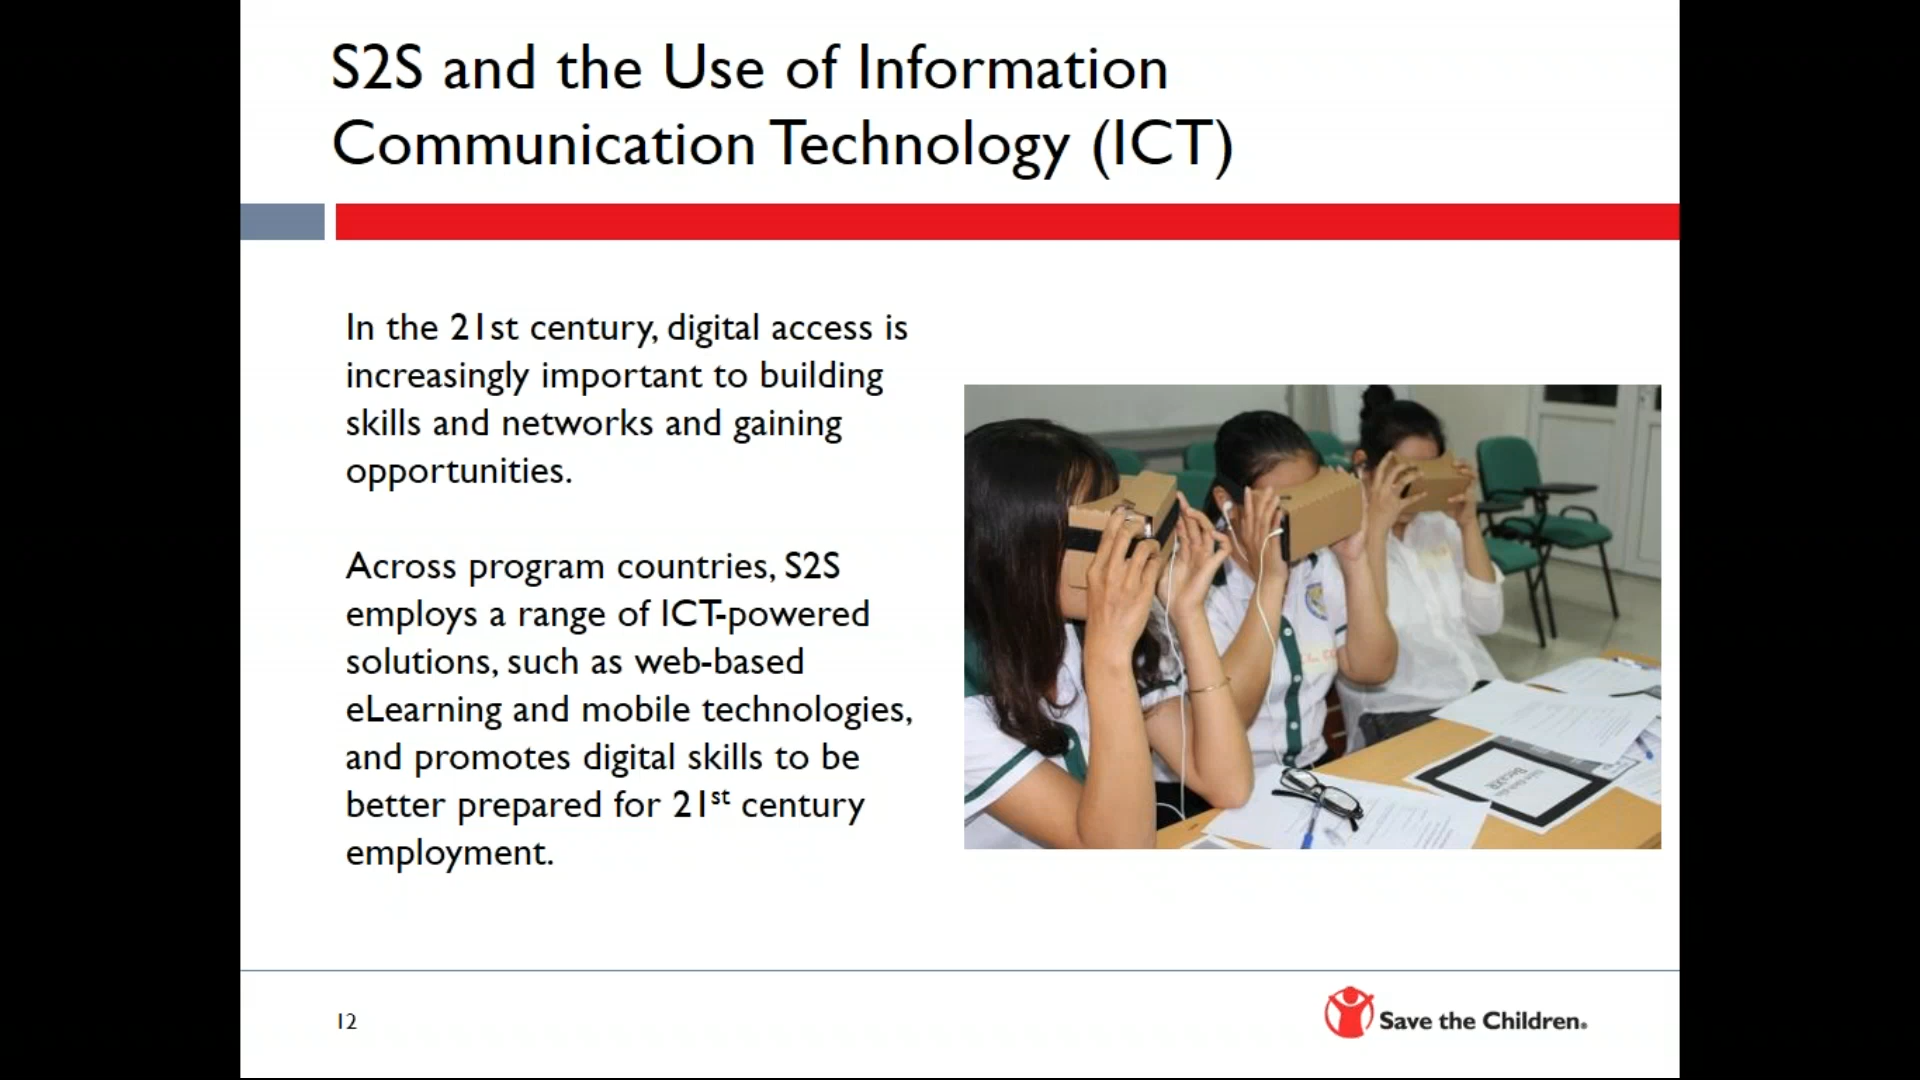 S2S and the Use of Information
Communication Technology (ICT)
In the 21st century, digital access is
increasingly important to building
skills and networks and gaining
opportunities.
Across program countries, S2S
employs a range of ICT-powered
solutions, such as web-based
eLearning and mobile technologies,
and promotes digital skills to be
better prepared for 21st century
employment.
12
Save the Children.